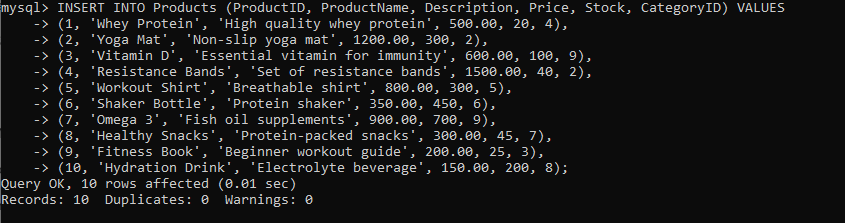 mysql> INSERT INTO Products (ProductID, ProductName, Description, Price, Stock, CategoryID) VALUES
    -> (1, 'Whey Protein', 'High quality whey protein', 500.00, 20, 4),
    -> (2, 'Yoga Mat', 'Non-slip yoga mat', 1200.00, 300, 2),
    -> (3, 'Vitamin D', 'Essential vitamin for immunity', 600.00, 100, 9),
    -> (4, 'Resistance Bands', 'Set of resistance bands', 1500.00, 40, 2),
    -> (5, 'Workout Shirt', 'Breathable shirt', 800.00, 300, 5),
    -> (6, 'Shaker Bottle', 'Protein shaker', 350.00, 450, 6),
    -> (7, 'Omega 3', 'Fish oil supplements', 900.00, 700, 9),
    -> (8, 'Healthy Snacks', 'Protein-packed snacks', 300.00, 45, 7),
    -> (9, 'Fitness Book', 'Beginner workout guide', 200.00, 25, 3),
    -> (10, 'Hydration Drink', 'Electrolyte beverage', 150.00, 200, 8);
Query OK, 10 rows affected (0.01 sec)
Records: 10  Duplicates: 0  Warnings: 0